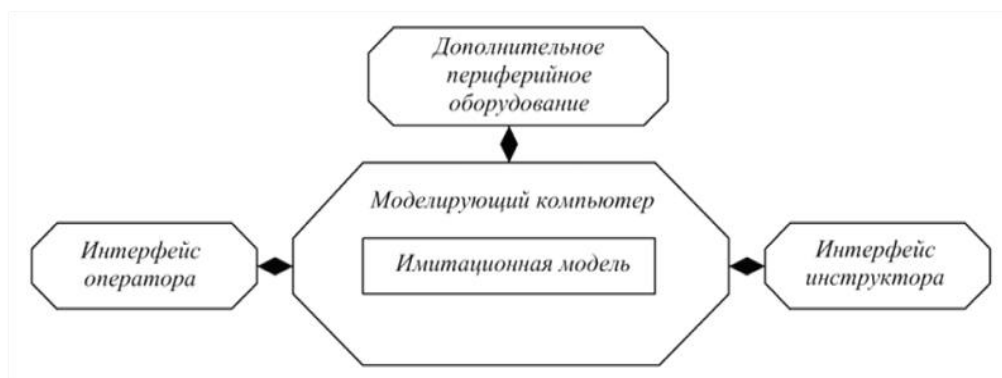 Дополнительное
периферийное
оборудование
Моделирующий компьютер
Имитационная модель
Интерфейс
оператора
Интерфейс
инструктора